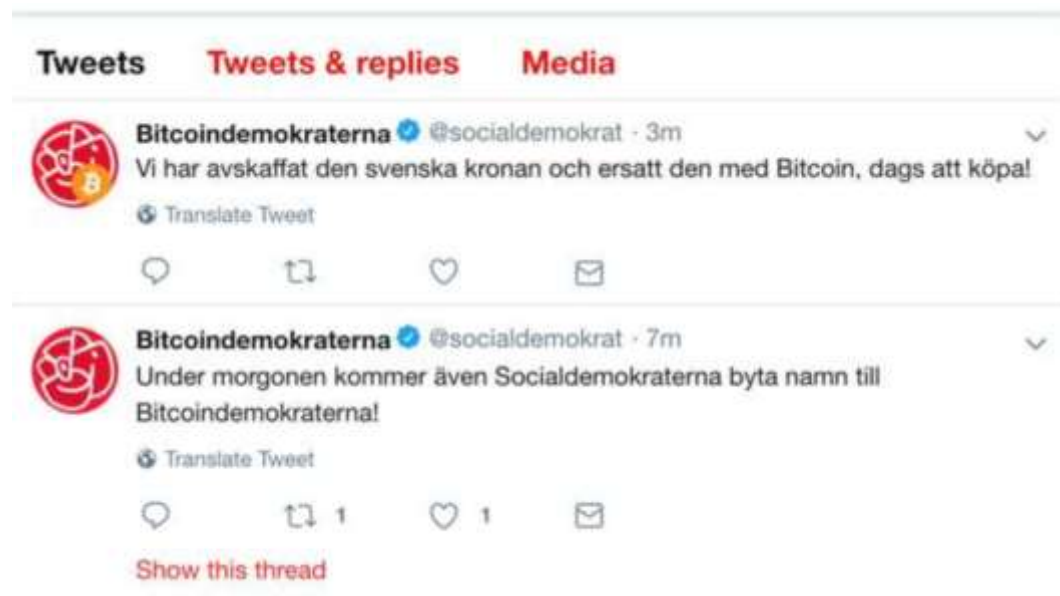 Tweets Tweets & replies Media
Bitcoindemokraterna @socialdemokrat · 3m
Vi har avskaffat den svenska kronan och ersatt den med Bitcoin, dags att köpa!
Translate Tweet
Bitcoindemokraterna @socialdemokrat · 7m
Under morgonen kommer även Socialdemokraterna byta namn till
Bitcoindemokraterna!
Translate Tweet
1 1
Show this thread